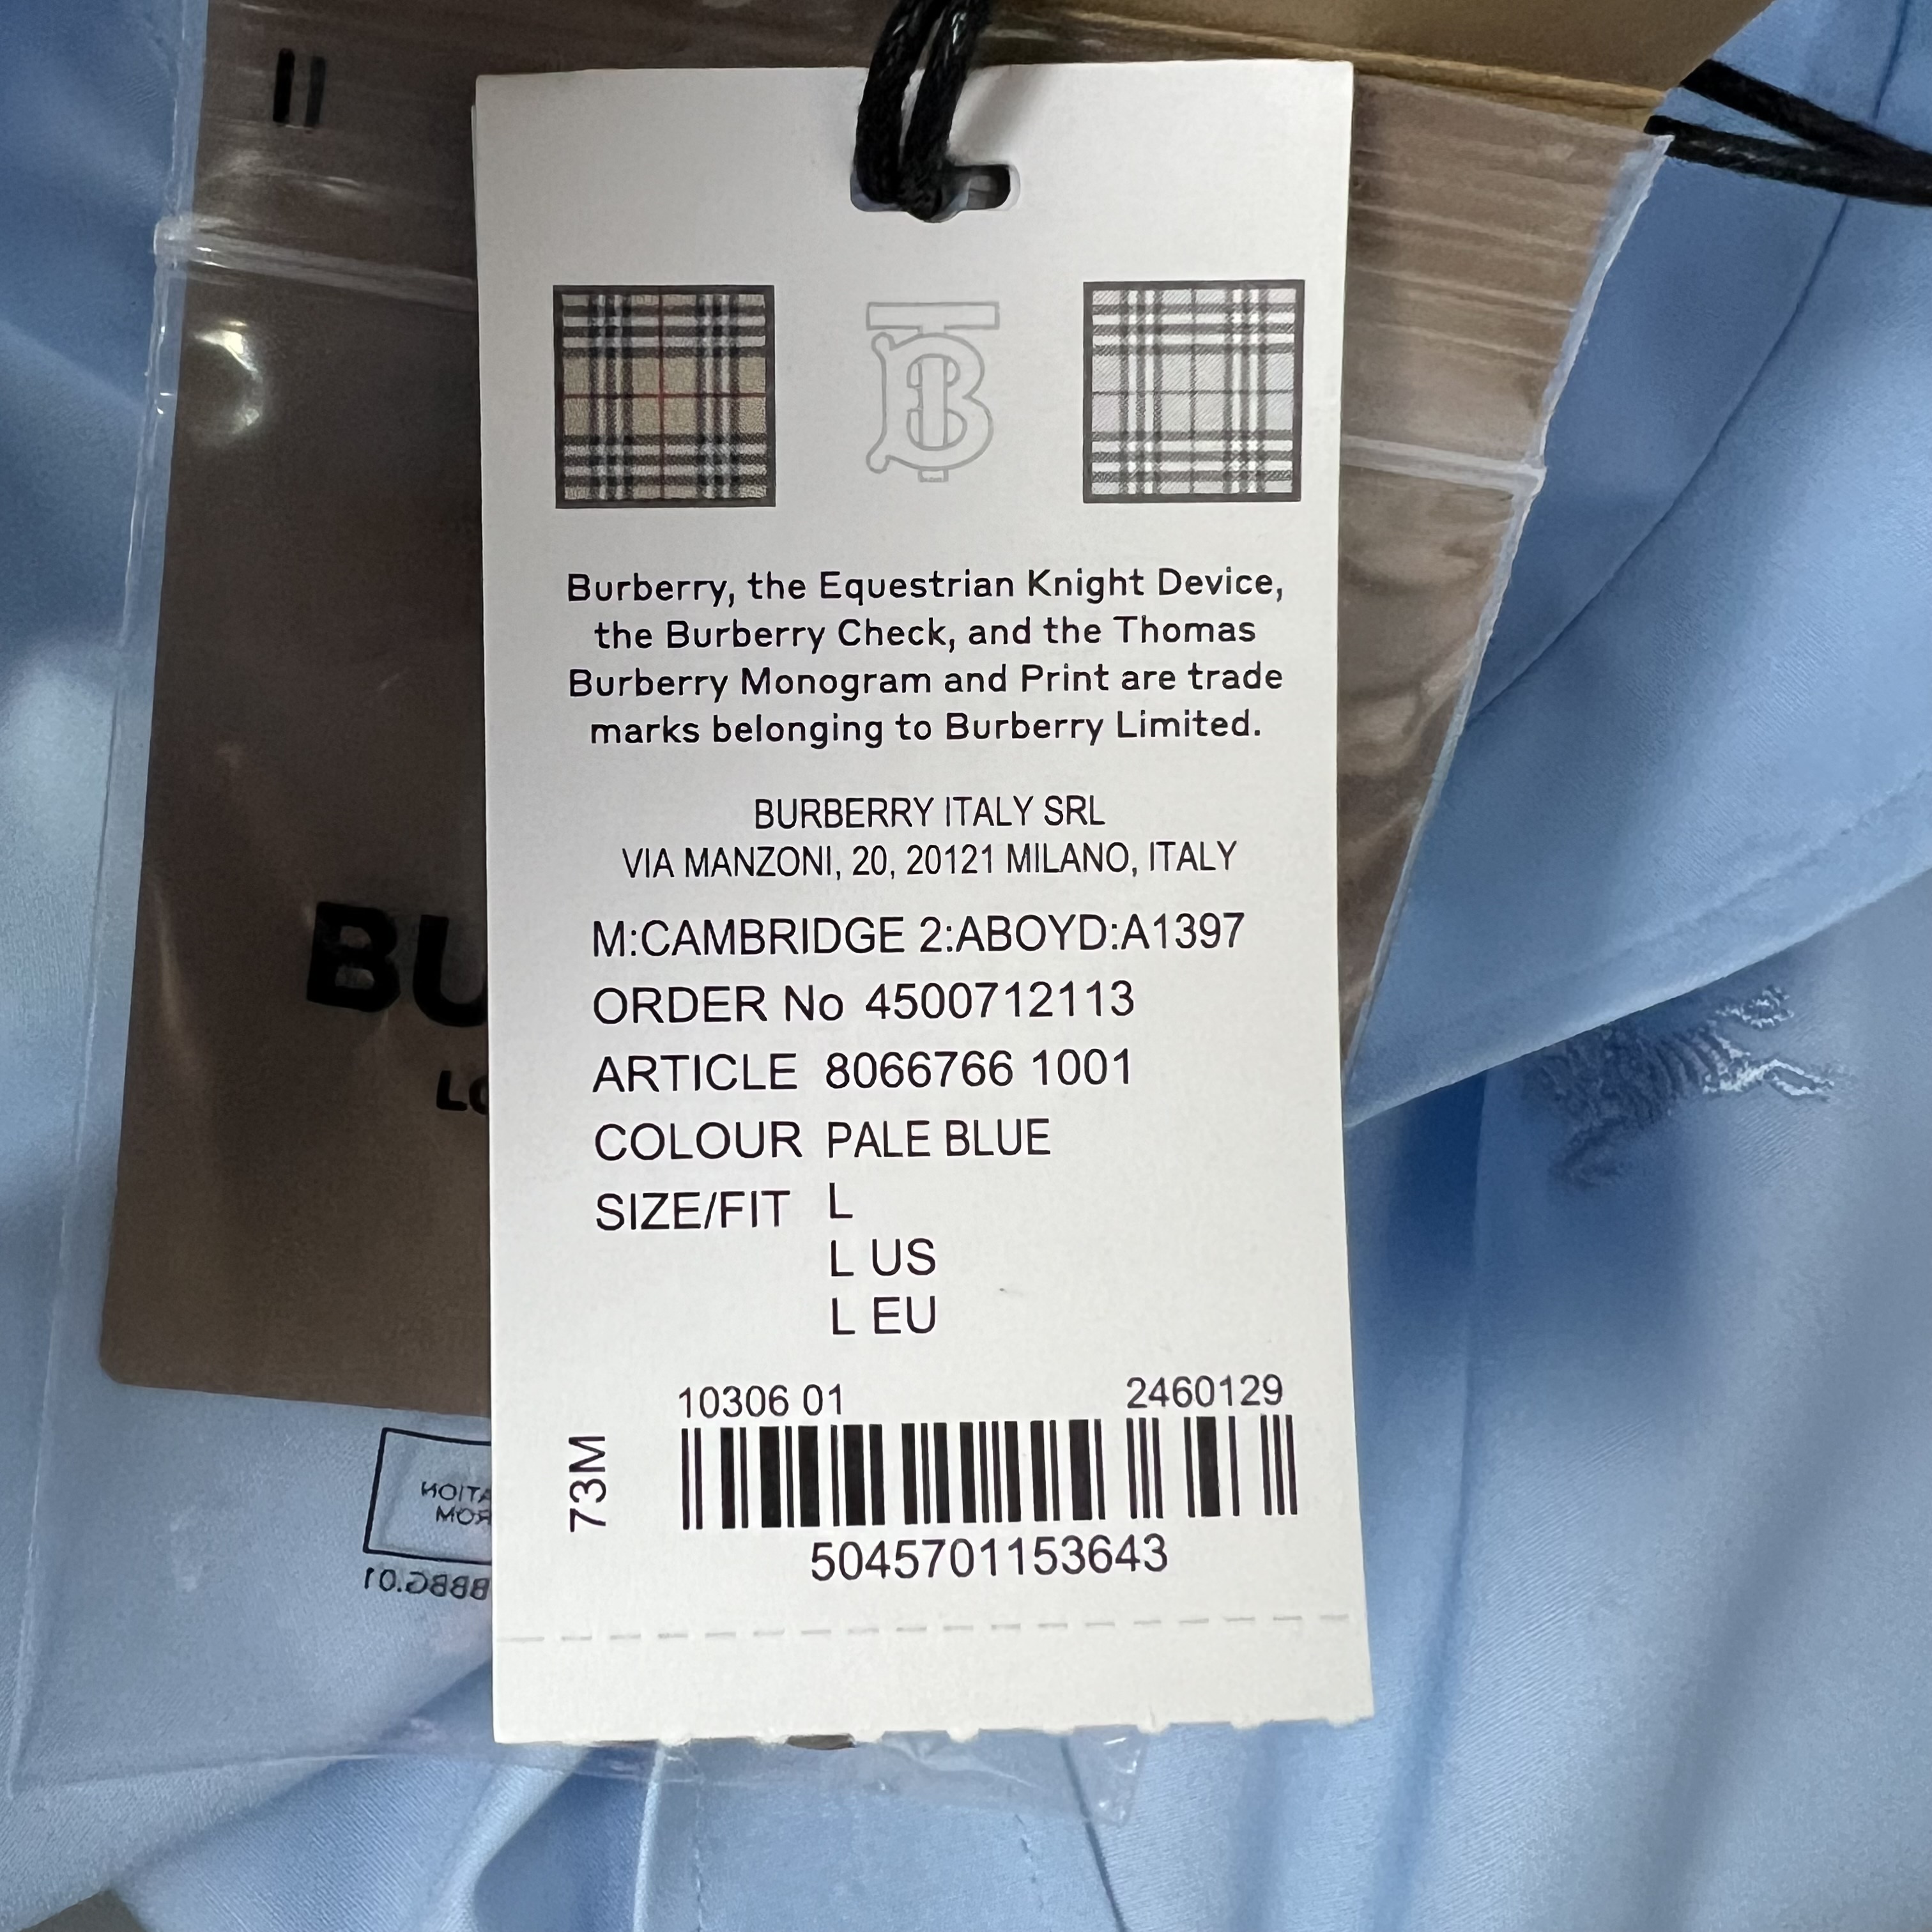 Burberry, the Equestrian Knight Device,
the Burberry Check, and the Thomas
Burberry Monogram and Print are trade
marks belonging to Burberry Limited.
BURBERRY ITALY SRL
VIA MANZONI, 20, 20121 MILANO, ITALY
M:CAMBRIDGE 2:ABOYD:A1397
ORDER No 4500712113
ARTICLE 8066766 1001
COLOUR PALE BLUE
SIZE/FIT L
L US
L EU
10306 01 2460129
73M
5045701153643
BU
LO